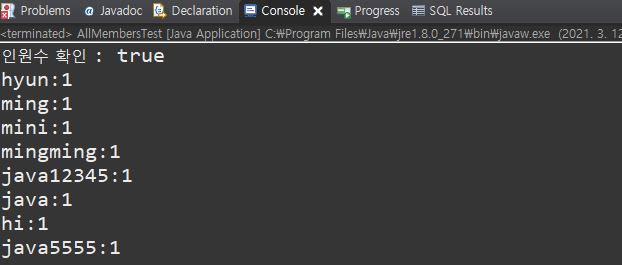 Problems @ Javadoc Declaration Console Progress SQL Results
<terminated> AllMembersTest [Java Application] C:₩Program Files₩Java₩jre1.8.0_271₩bin₩javaw.exe (2021. 3. 12
인원수 확인 : true
hyun:1
ming:1
mini:1
mingming:1
java12345:1
java:1
hi:1
java5555:1